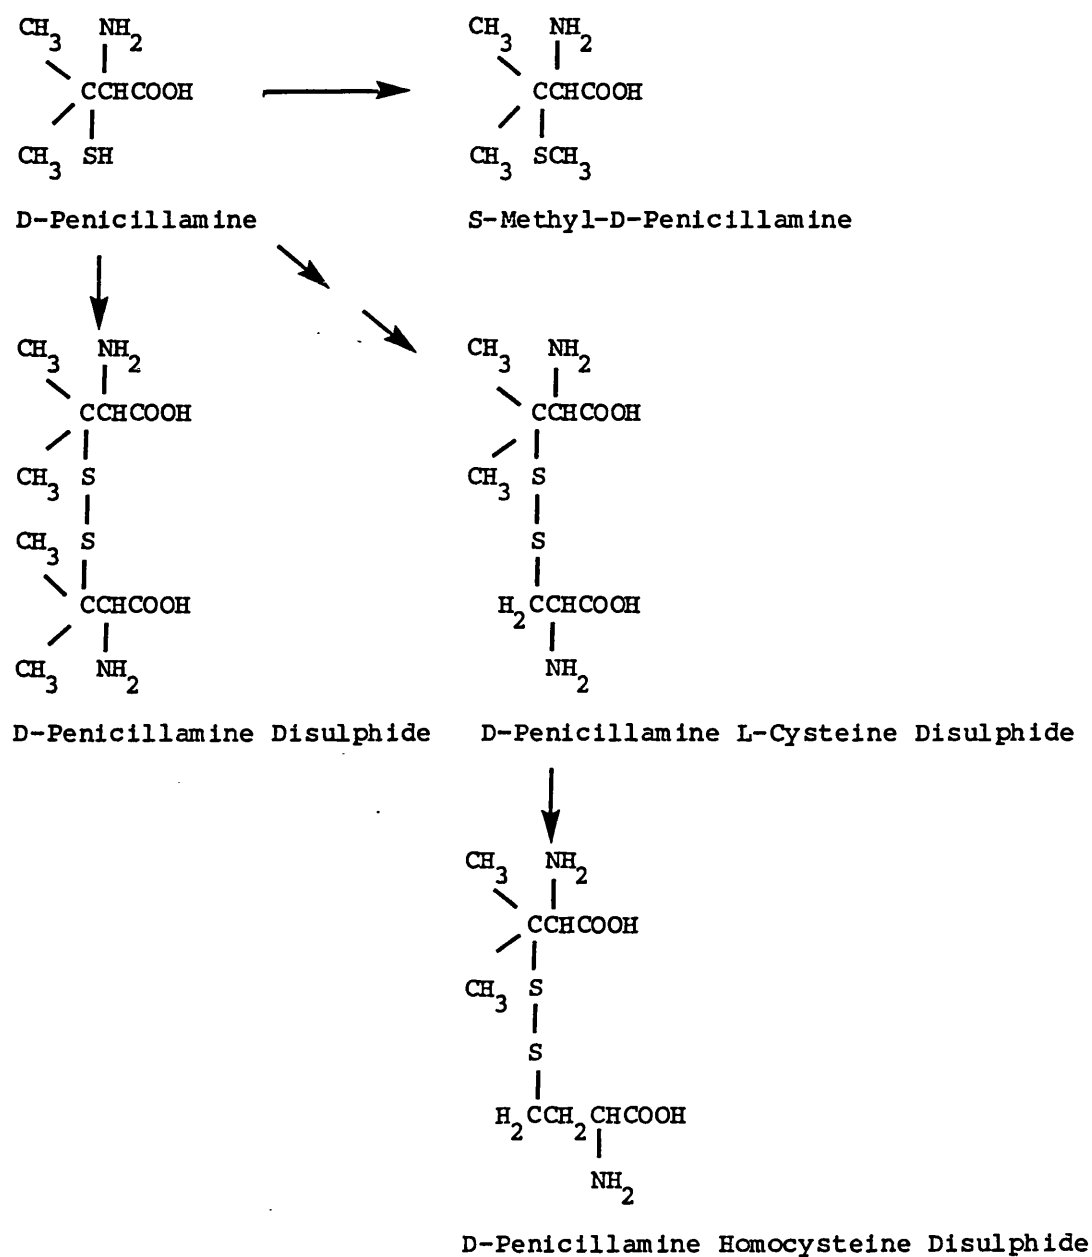 CH3 NH2 CH3 NH2
CCHCOOH CCHCOOH
CH3 SH CH3 SCH3
D-Penicillamine S-Methyl-D-Penicillamine
CH3 NH2 CH3 NH2
CCHCOOH CCHCOOH
CH3 S CH3 S
CH3 S S
CCHCOOH H2CCHCOOH
CH3 NH2 NH2
D-Penicillamine Disulphide D-Penicillamine L-Cysteine Disulphide
CH3 NH2
CCHCOOH
CH3 S
S
H2CCH2CHCOOH
NH2
D-Penicillamine Homocysteine Disulphide